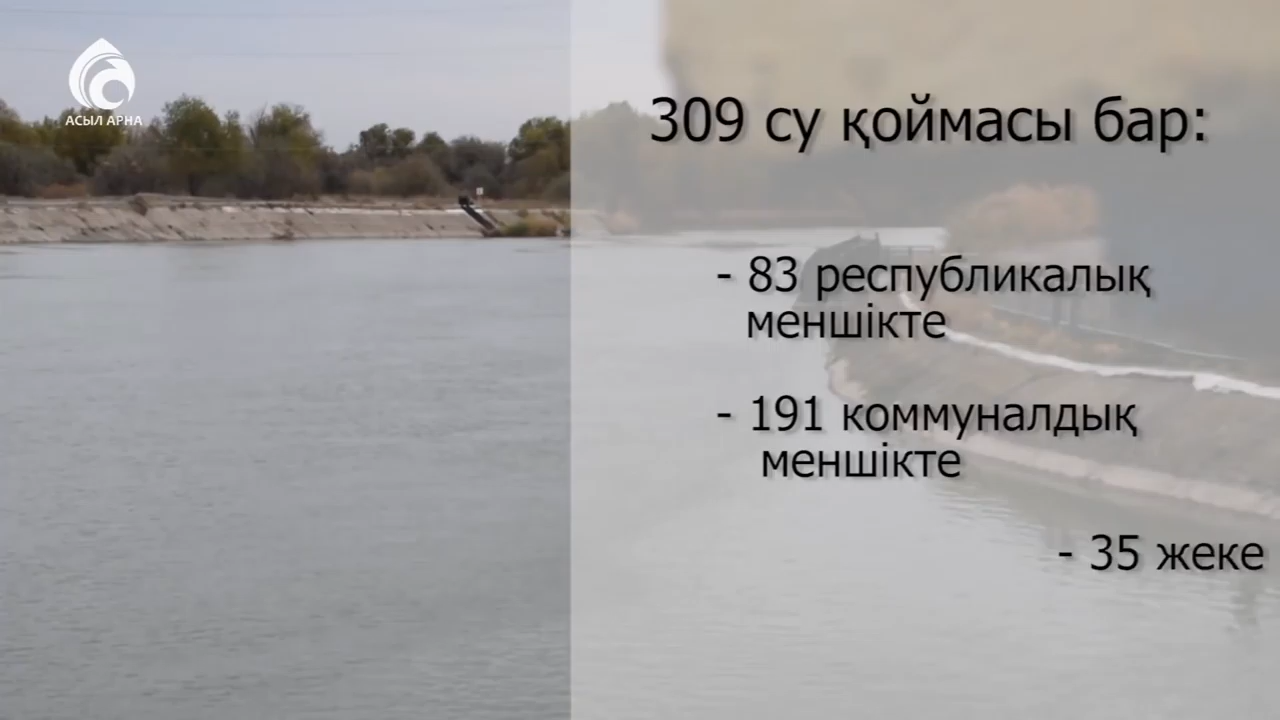 АСЫЛ АРНА
309 су қоймасы бар:
- 83 республикалық
меншікте
- 191 коммуналдық
меншікте
- 35 жеке